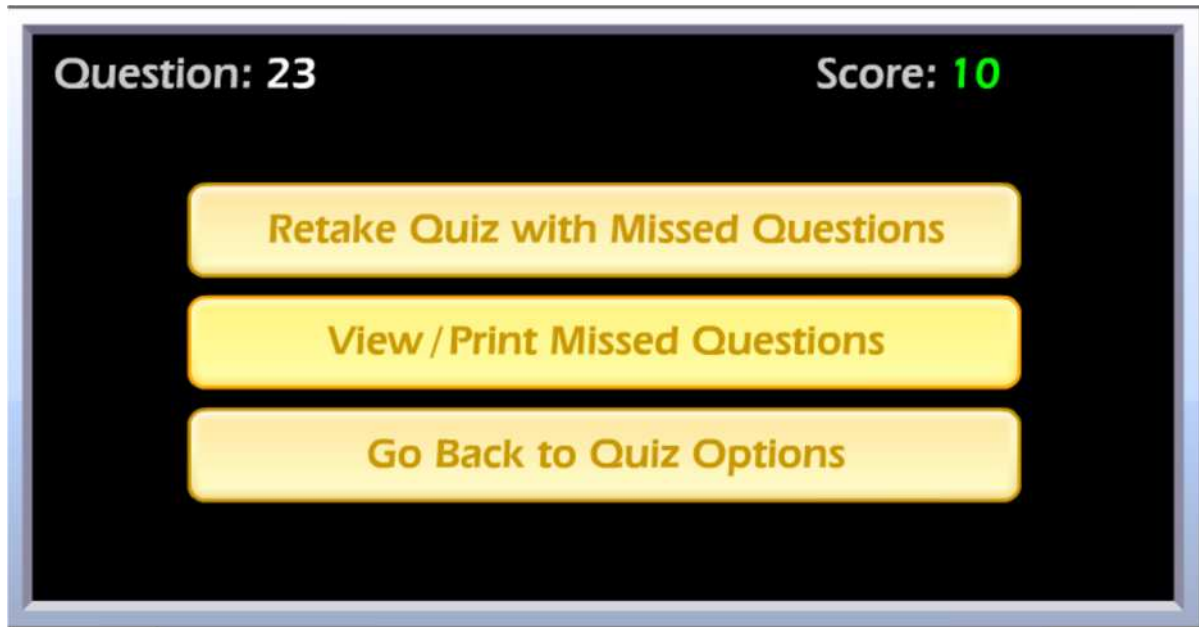 Question: 23 Score: 10
Retake Quiz with Missed Questions
View/Print Missed Questions
Go Back to Quiz Options